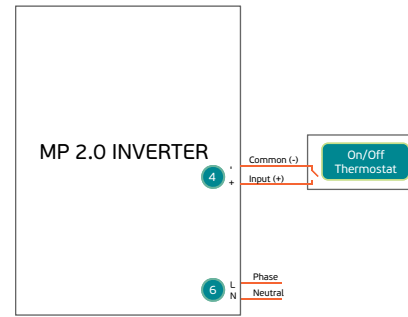 MP 2.0 INVERTER
4
-
+
Common (-)
Input (+)
On/Off
Thermostat
6
L
N
Phase
Neutral